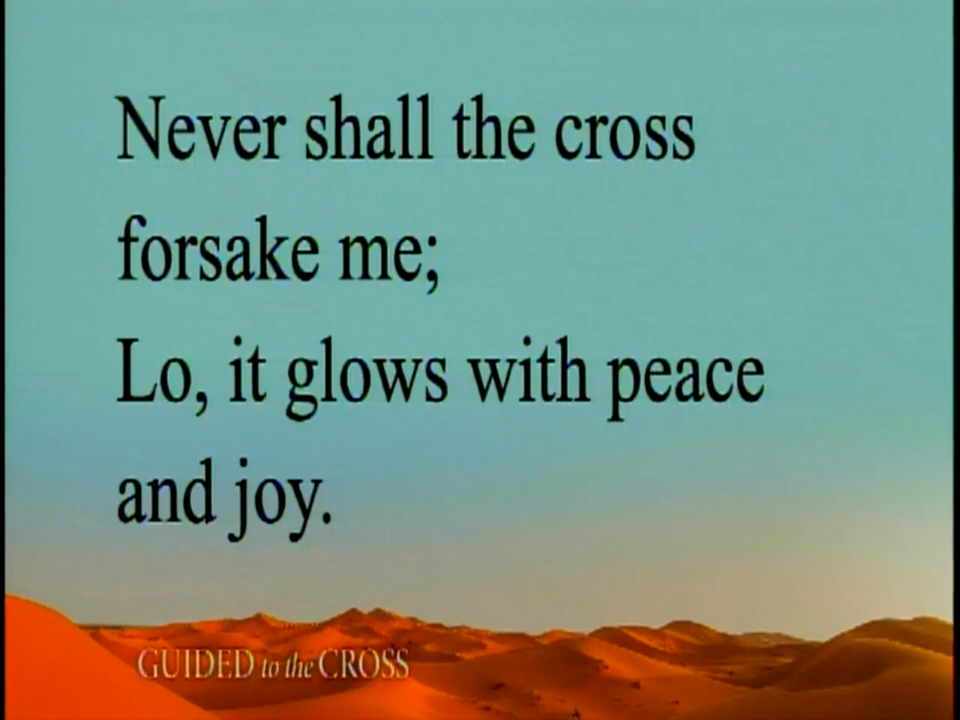 Never shall the cross
forsake me;
Lo, it glows with peace
and joy.
GUIDED to the CROSS